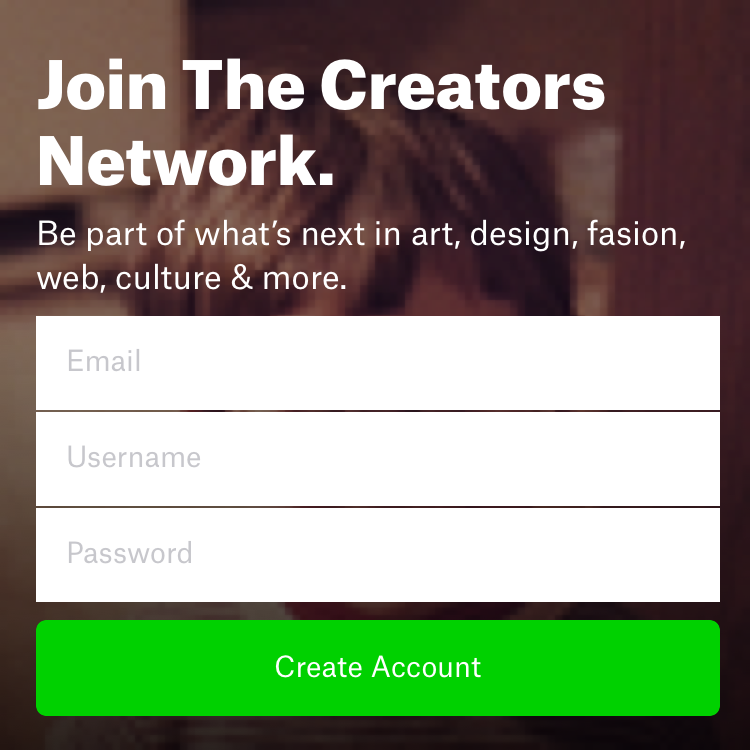 Join The Creators
Network.
Be part of what’s next in art, design, fasion,
web, culture & more.
Email
Username
Password
Create Account